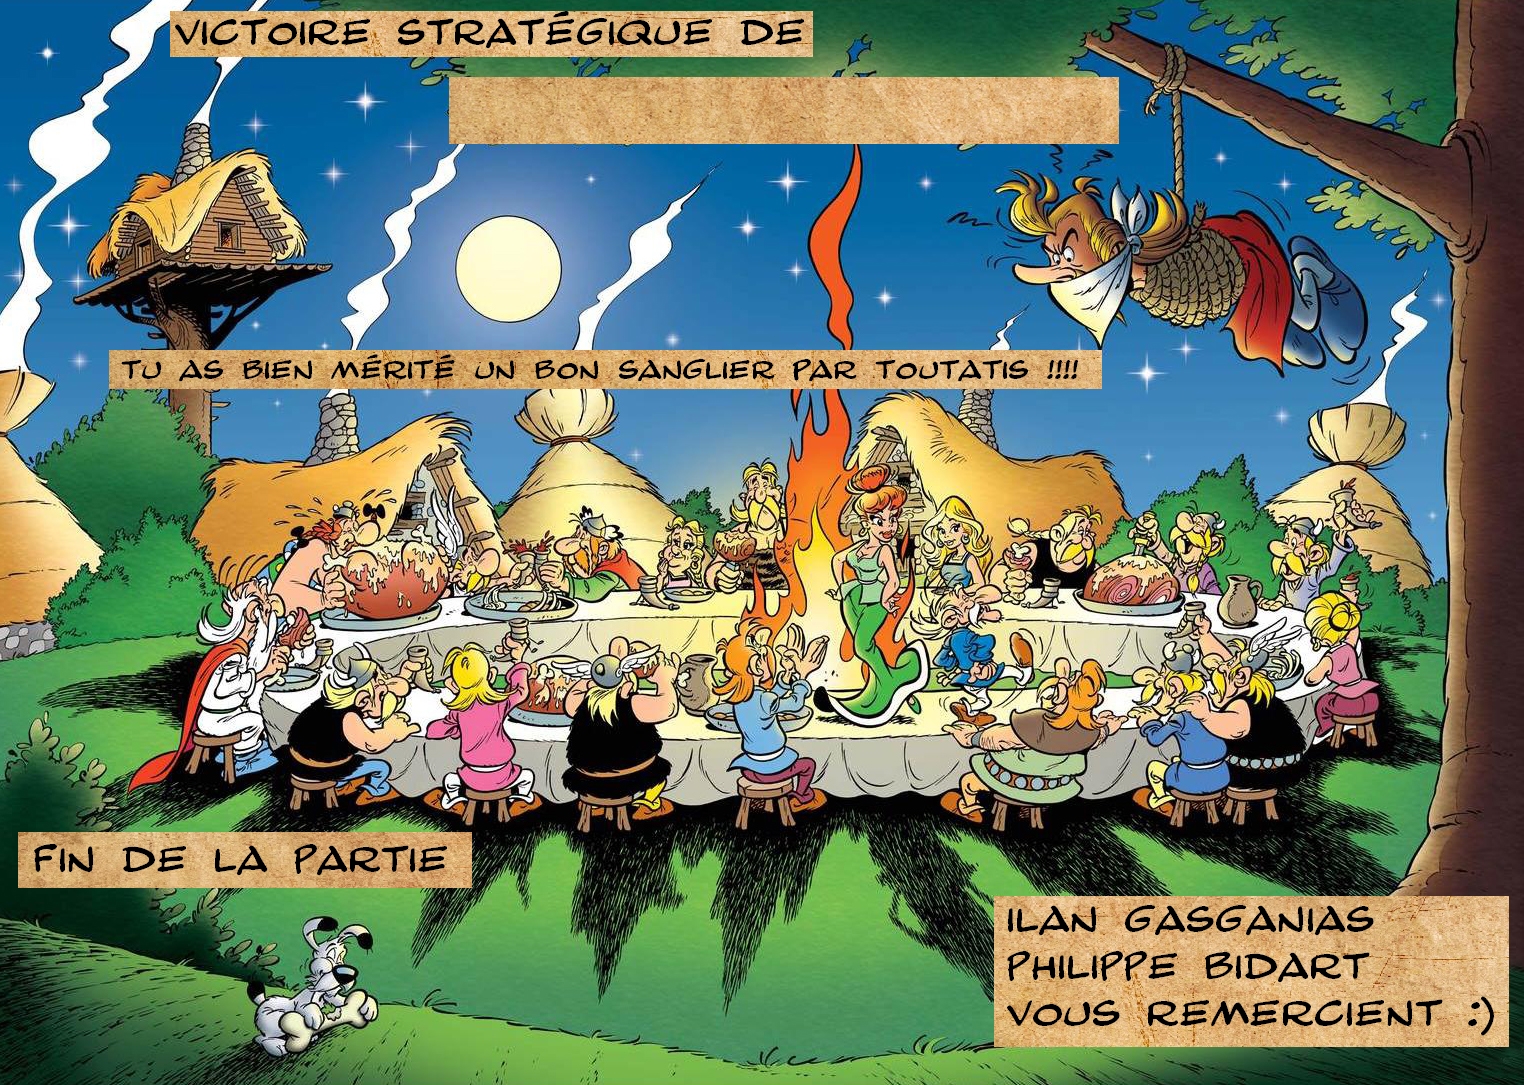 VICTOIRE STRATÉGIQUE DE
TU AS BIEN MÉRITÉ UN BON SANGLIER PAR TOUTATIS !!!!
FIN DE LA PARTIE
ILAN GASGANIAS
PHILIPPE BIDART
VOUS REMERCIENT :)